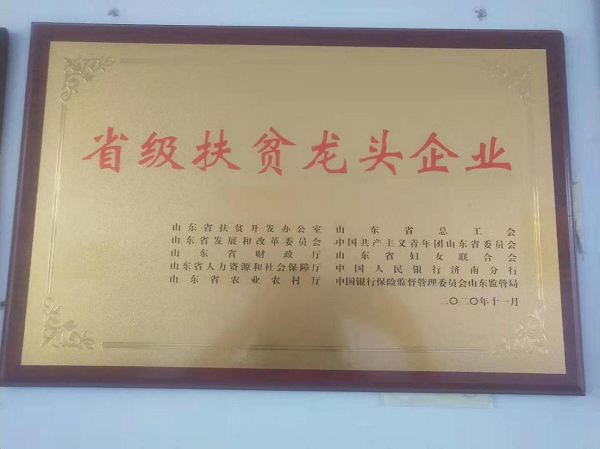 省级扶贫龙头企业
山东省扶贫开发办公室 山东省总工会
山东省发展和改革委员会 中国共产主义青年团山东省委员会
山东省财政厅 山东省妇女联合会
山东省人力资源和社会保障厅 中国人民银行济南分行
山东省农业农村厅 中国银行保险监督管理委员会山东监管局
二〇二〇年十一月